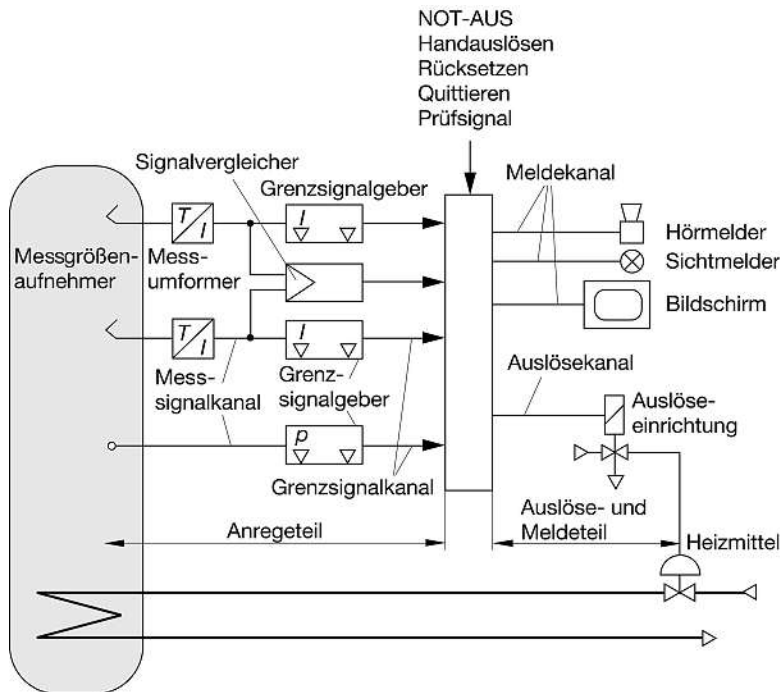 NOT-AUS
Handauslösen
Rücksetzen
Quittieren
Prüfsignal
Signalvergleicher
Grenzsignalgeber
Meldekanal
T
I
I
Hörmelder
Messgrößen-
aufnehmer
Mess-
umformer
Sichtmelder
Bildschirm
T
I
I
Mess-
signalkanal
Grenz-
signalgeber
Auslösekanal
Auslöse-
einrichtung
p
Grenzsignalkanal
Anregeteil
Auslöse- und
Meldeteil
Heizmittel